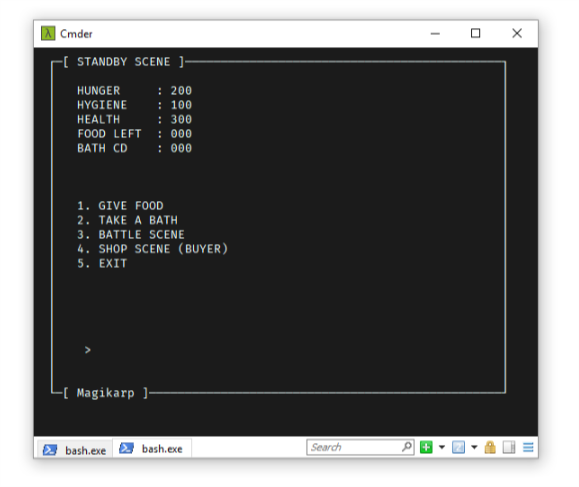 Cmder
[ STANDBY SCENE ]
HUNGER : 200
HYGIENE : 100
HEALTH : 300
FOOD LEFT : 000
BATH CD : 000
1. GIVE FOOD
2. TAKE A BATH
3. BATTLE SCENE
4. SHOP SCENE (BUYER)
5. EXIT
>
[ Magikarp ]
bash.exe bash.exe Search